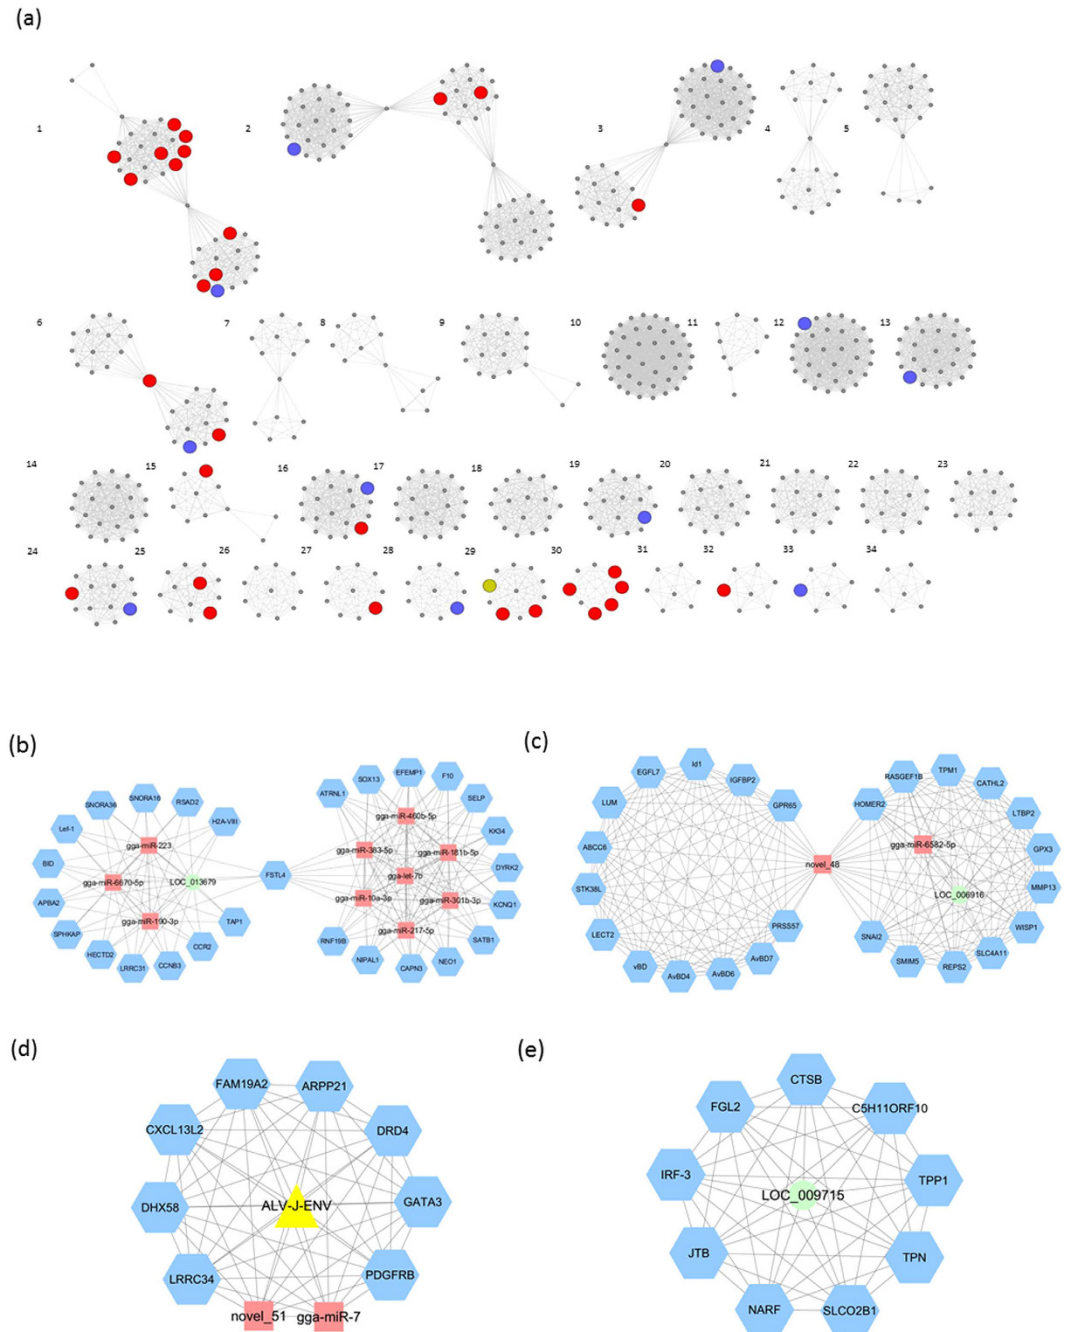 (a)
1
2
3
4
5
6
7
8
9
10
11
12
13
14
15
16
17
18
19
20
21
22
23
24
25
26
27
28
29
30
31
32
33
34
(b)
SNORA36
SNORA16
RSAD2
H2A-VIII
Lef-1
gga-miR-223
BID
gga-miR-6670-5p
LOC_013679
APBA2
gga-miR-190-3p
TAP1
SPHKAP
CCR2
HECTD2
LRRC31
CCNB3
FSTL4
ATRNL1
SOX13
EFEMP1
F10
SELP
gga-miR-460b-5p
KK34
gga-miR-383-5p
gga-miR-181b-5p
DYRK2
gga-let-7b
gga-miR-10a-3p
gga-miR-301b-3p
KCNQ1
gga-miR-217-5p
RNF19B
SATB1
NIPAL1
CAPN3
NEO1
(c)
EGFL7
Id1
IGFBP2
LUM
GPR65
ABCC6
STK38L
LECT2
PRSS57
vBD
AvBD4
AvBD6
AvBD7
novel_48
HOMER2
RASGEF1B
TPM1
CATHL2
LTBP2
gga-miR-6582-5p
GPX3
LOC_006916
MMP13
WISP1
SNAI2
SMIM5
REPS2
SLC4A11
(d)
FAM19A2
ARPP21
CXCL13L2
DRD4
DHX58
ALV-J-ENV
GATA3
LRRC34
PDGFRB
novel_51
gga-miR-7
(e)
CTSB
FGL2
C5H11ORF10
IRF-3
LOC_009715
TPP1
JTB
TPN
NARF
SLCO2B1